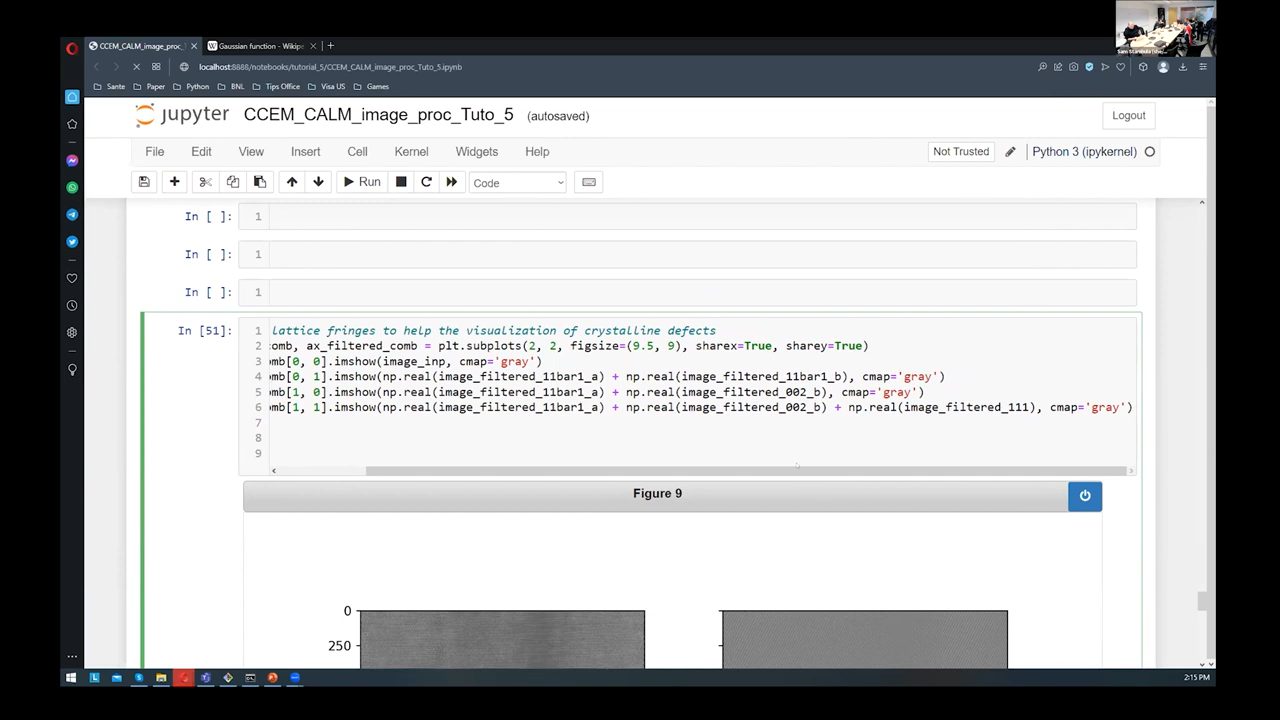 CCEM_CALM_image_proc_
Gaussian function - Wikipe
localhost:8888/notebooks/tutorial_5/CCEM_CALM_image_proc_Tuto_5.ipynb
Sante Paper Python BNL Tips Office Visa US Games
jupyter CCEM_CALM_image_proc_Tuto_5 (autosaved) Logout
File Edit View Insert Cell Kernel Widgets Help Not Trusted Python 3 (ipykernel)
Run Code
In [ ]: 1
In [ ]: 1
In [ ]: 1
In [51]: 1 lattice fringes to help the visualization of crystalline defects
2 omb, ax_filtered_comb = plt.subplots(2, 2, figsize=(9.5, 9), sharex=True, sharey=True)
3 omb[0, 0].imshow(image_inp, cmap='gray')
4 omb[0, 1].imshow(np.real(image_filtered_11bar1_a) + np.real(image_filtered_11bar1_b), cmap='gray')
5 omb[1, 0].imshow(np.real(image_filtered_11bar1_a) + np.real(image_filtered_002_b), cmap='gray')
6 omb[1, 1].imshow(np.real(image_filtered_11bar1_a) + np.real(image_filtered_002_b) + np.real(image_filtered_111), cmap='gray')
7
8
9
Figure 9
0
250
2:15 PM